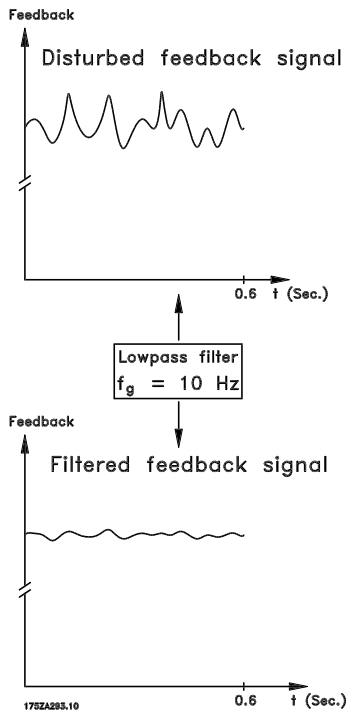 Feedback
Disturbed feedback signal
0.6 t (Sec.)
Lowpass filter
fg = 10 Hz
Feedback
Filtered feedback signal
175ZA293.10
0.6 t (Sec.)